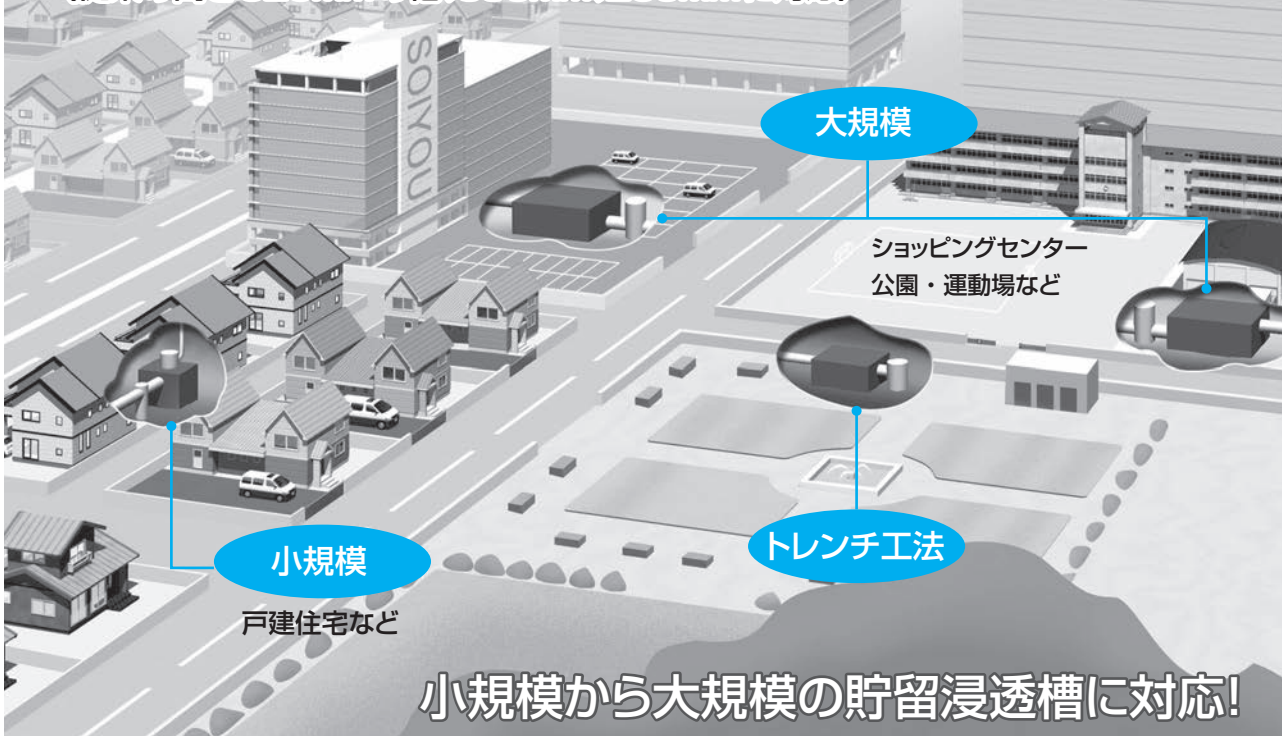 SOIYOU
大規模
ショッピングセンター
公園・運動場など
小規模
戸建住宅など
トレンチ工法
小規模から大規模の貯留浸透槽に対応!